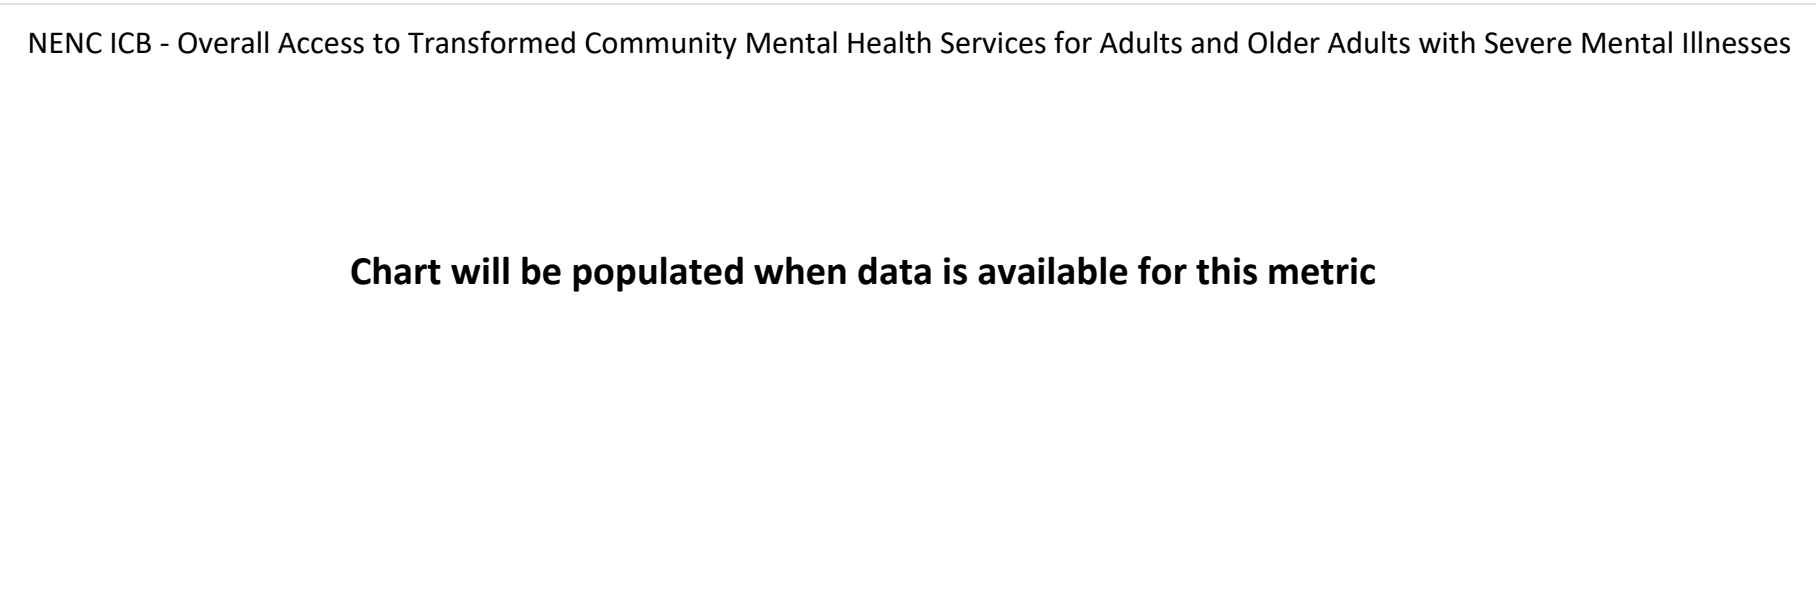 NENC ICB - Overall Access to Transformed Community Mental Health Services for Adults and Older Adults with Severe Mental Illnesses
Chart will be populated when data is available for this metric